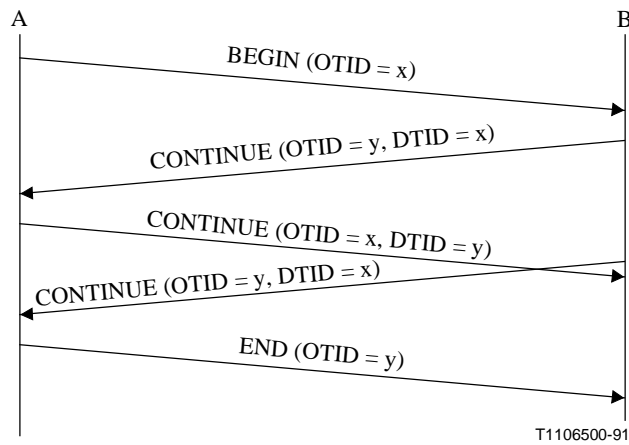 A
B
BEGIN (OTID = x)
CONTINUE (OTID = y, DTID = x)
CONTINUE (OTID = x, DTID = y)
CONTINUE (OTID = y, DTID = x)
END (OTID = y)
T1106500-91